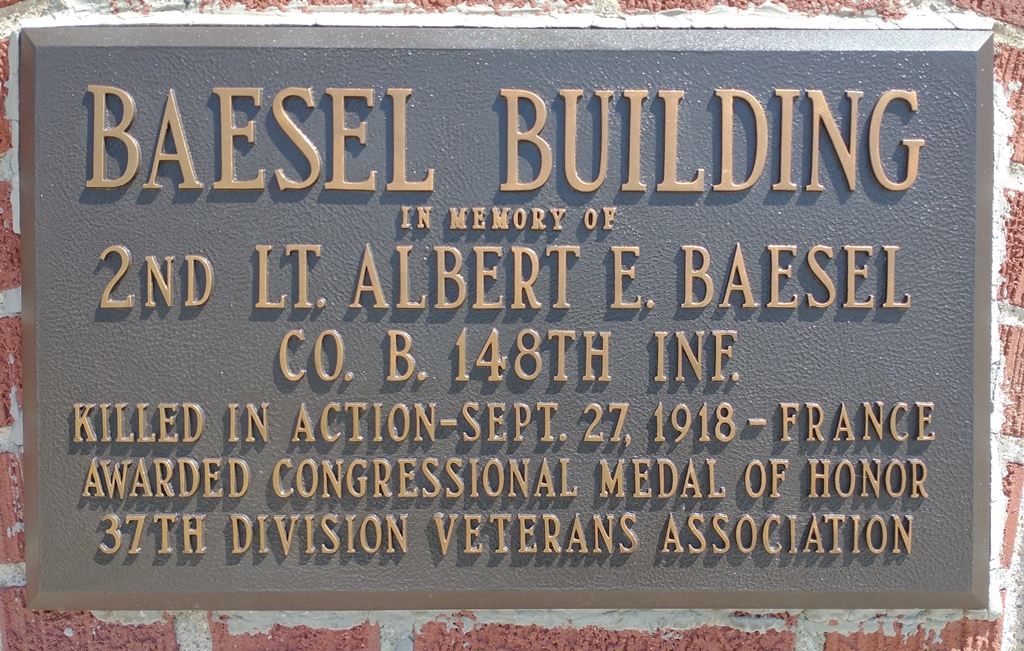 BAESEL BUILDING
IN MEMORY OF
2ND LT. ALBERT E. BAESEL
CO. B. 148TH INF.
KILLED IN ACTION-SEPT. 27, 1918 - FRANCE
AWARDED CONGRESSIONAL MEDAL OF HONOR
37TH DIVISION VETERANS ASSOCIATION